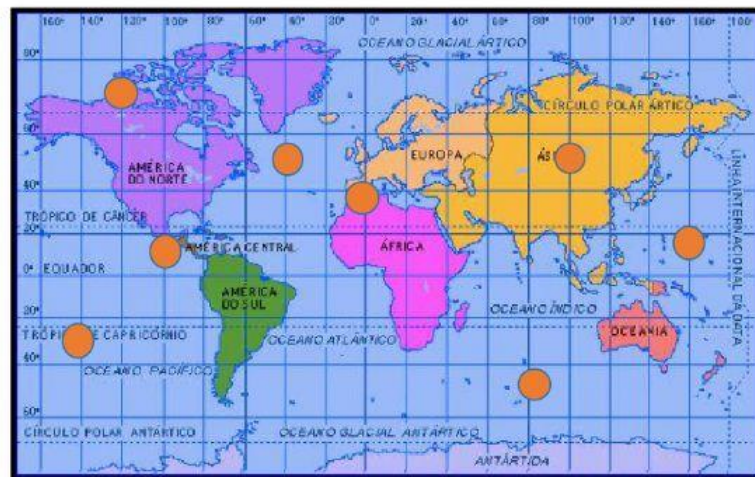 160° 140° 120° 100° 80° 60° 40° 20° 0° 20° 40° 60° 80° 100° 120° 140° 160° 180°
OCEANO GLACIAL ÁRTICO
80°
CÍRCULO POLAR ÁRTICO
60°
EUROPA
AMÉRICA
DO NORTE
LINHA INTERNACIONAL DA DATA
40°
TRÓPICO DE CÂNCER
20°
AMÉRICA CENTRAL
ÁFRICA
EQUADOR
0°
AMÉRICA
DO SUL
OCEANO ÍNDICO
20°
CAPRICÓRNIO
OCEANO ATLÂNTICO
OCEANIA
40°
OCEANO PACÍFICO
CÍRCULO POLAR ANTÁRTICO
OCEANO GLACIAL ANTÁRTICO
ANTÁRTIDA